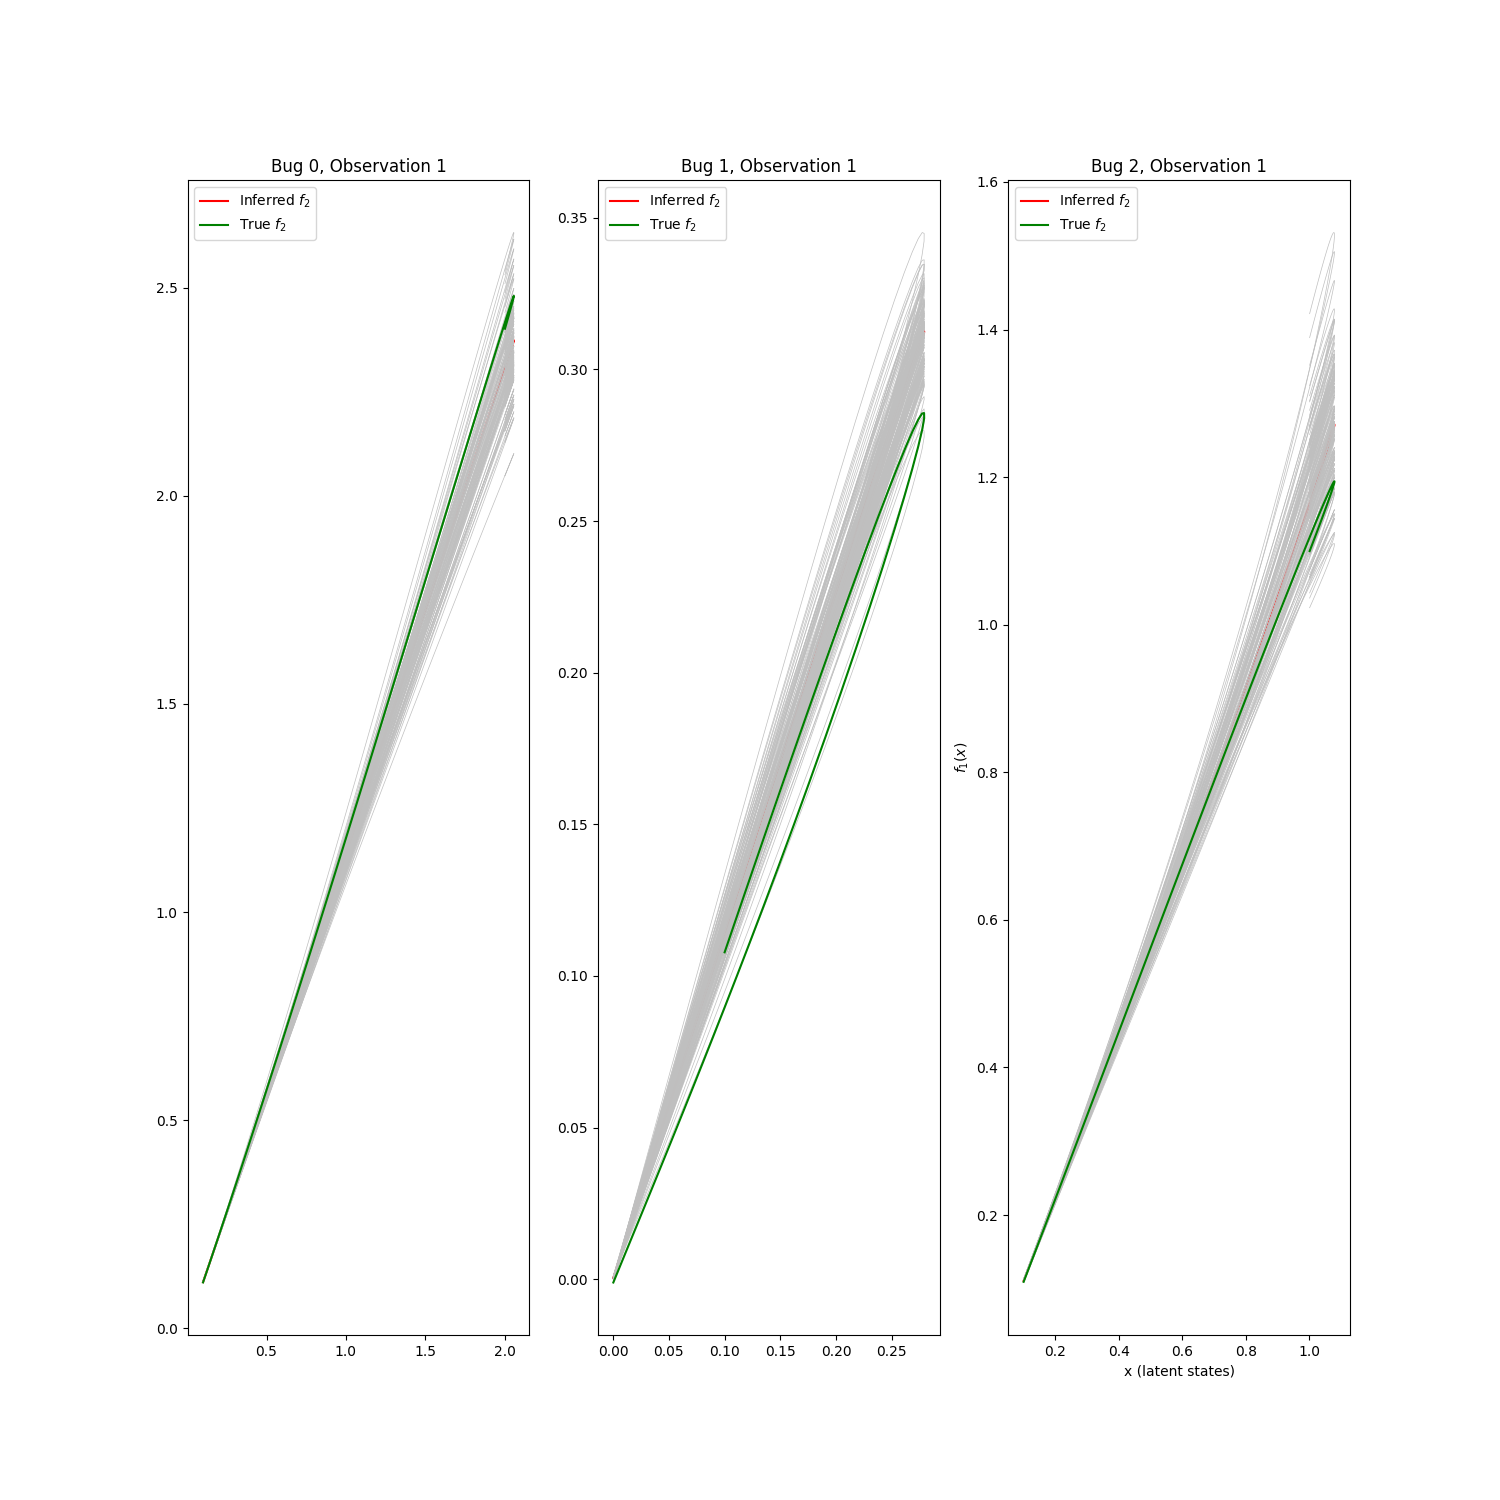 Bug 0, Observation 1
Inferred f₂
True f₂
2.5
2.0
1.5
1.0
0.5
0.0
0.5 1.0 1.5 2.0
Bug 1, Observation 1
Inferred f₂
True f₂
0.35
0.30
0.25
0.20
0.15
0.10
0.05
0.00
0.00 0.05 0.10 0.15 0.20 0.25
Bug 2, Observation 1
Inferred f₂
True f₂
f₁(x)
1.6
1.4
1.2
1.0
0.8
0.6
0.4
0.2
0.2 0.4 0.6 0.8 1.0
x (latent states)